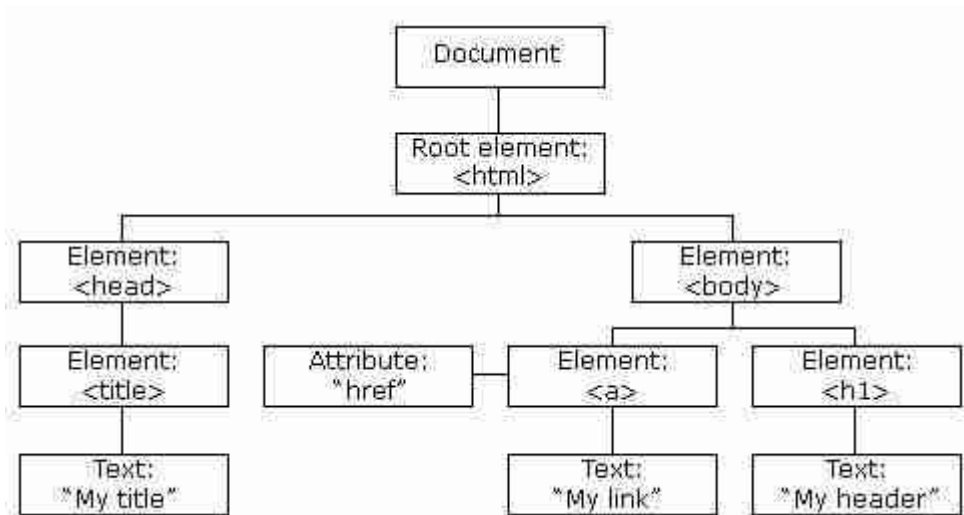 Document
Root element:
<html>
Element:
<head>
Element:
<body>
Element:
<title>
Attribute:
"href"
Element:
<a>
Element:
<h1>
Text:
"My title"
Text:
"My link"
Text:
"My header"